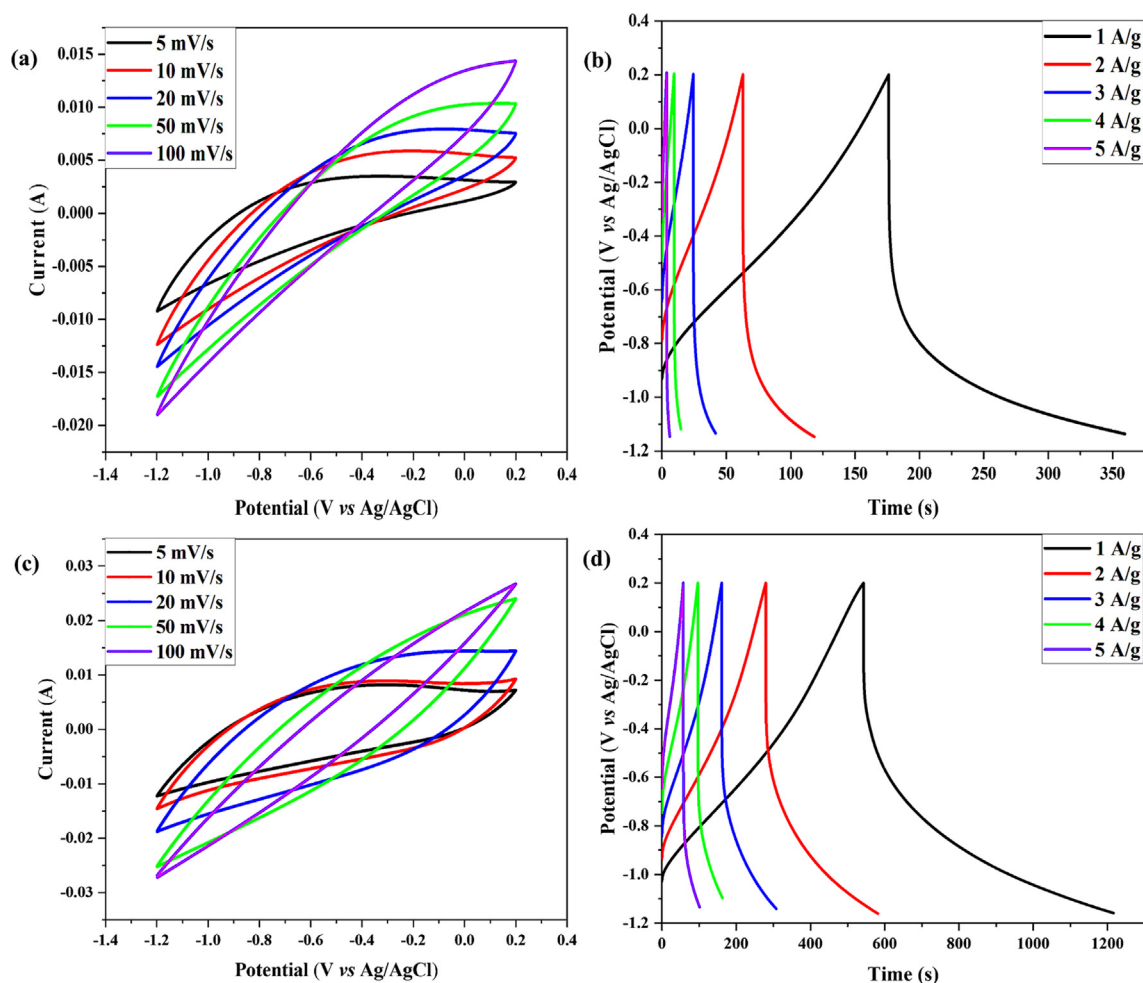 (a)
5 mV/s
10 mV/s
20 mV/s
50 mV/s
100 mV/s
0.015
0.010
0.005
0.000
-0.005
-0.010
-0.015
-0.020
Current (A)
-1.4 -1.2 -1.0 -0.8 -0.6 -0.4 -0.2 0.0 0.2 0.4
Potential (V vs Ag/AgCl)
(b)
1 A/g
2 A/g
3 A/g
4 A/g
5 A/g
0.4
0.2
0.0
-0.2
-0.4
-0.6
-0.8
-1.0
-1.2
Potential (V vs Ag/AgCl)
0 50 100 150 200 250 300 350
Time (s)
(c)
5 mV/s
10 mV/s
20 mV/s
50 mV/s
100 mV/s
0.03
0.02
0.01
0.00
-0.01
-0.02
-0.03
Current (A)
-1.4 -1.2 -1.0 -0.8 -0.6 -0.4 -0.2 0.0 0.2 0.4
Potential (V vs Ag/AgCl)
(d)
1 A/g
2 A/g
3 A/g
4 A/g
5 A/g
0.4
0.2
0.0
-0.2
-0.4
-0.6
-0.8
-1.0
-1.2
Potential (V vs Ag/AgCl)
0 200 400 600 800 1000 1200
Time (s)